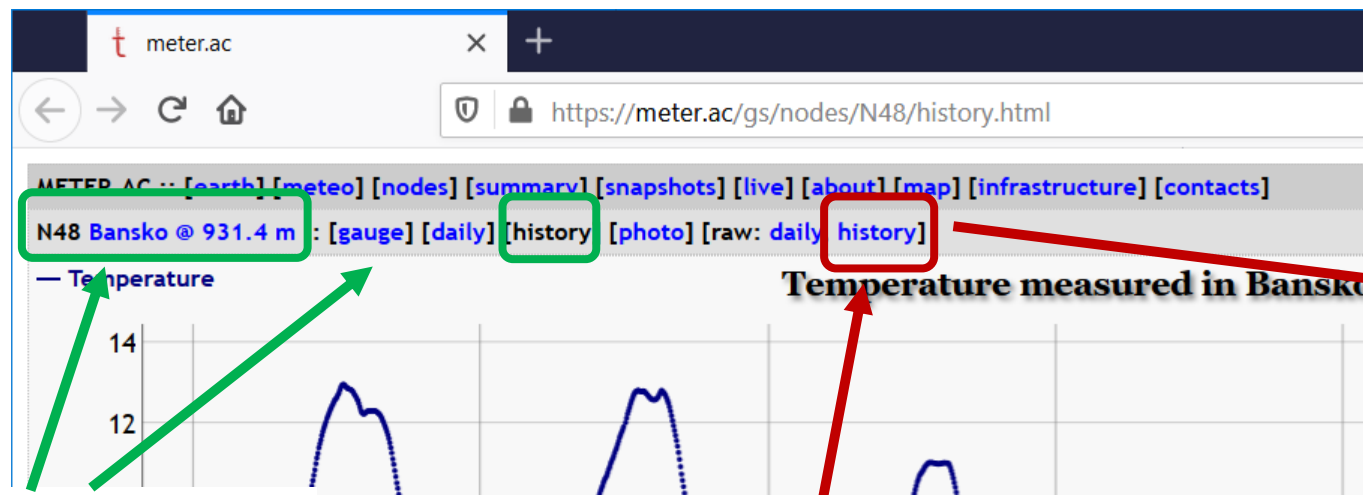 meter.ac
https://meter.ac/gs/nodes/N48/history.html
METER.AC :: [earth] [meteo] [nodes] [summary] [snapshots] [live] [about] [map] [infrastructure] [contacts]
N48 Bansko @ 931.4 m :: [gauge] [daily] [history] [photo] [raw: daily history]
— Temperature
Temperature measured in Bansko
14
12